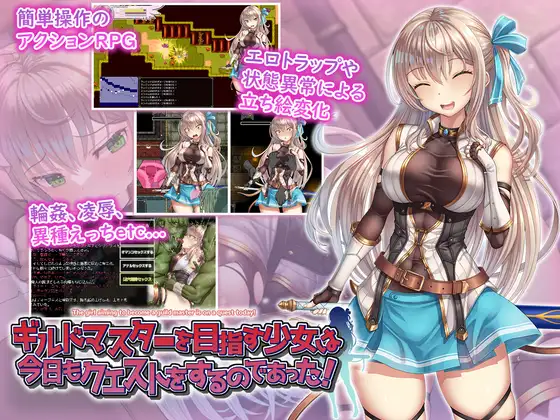 簡単操作の
アクションRPG
エロトラップや
状態異常による
立ち絵変化
輪姦、凌辱、
異種えっちetc...
The girl aiming to become a guild master is on a quest today!
ギルドマスターを目指す少女は
今日もクエストをするのであった!